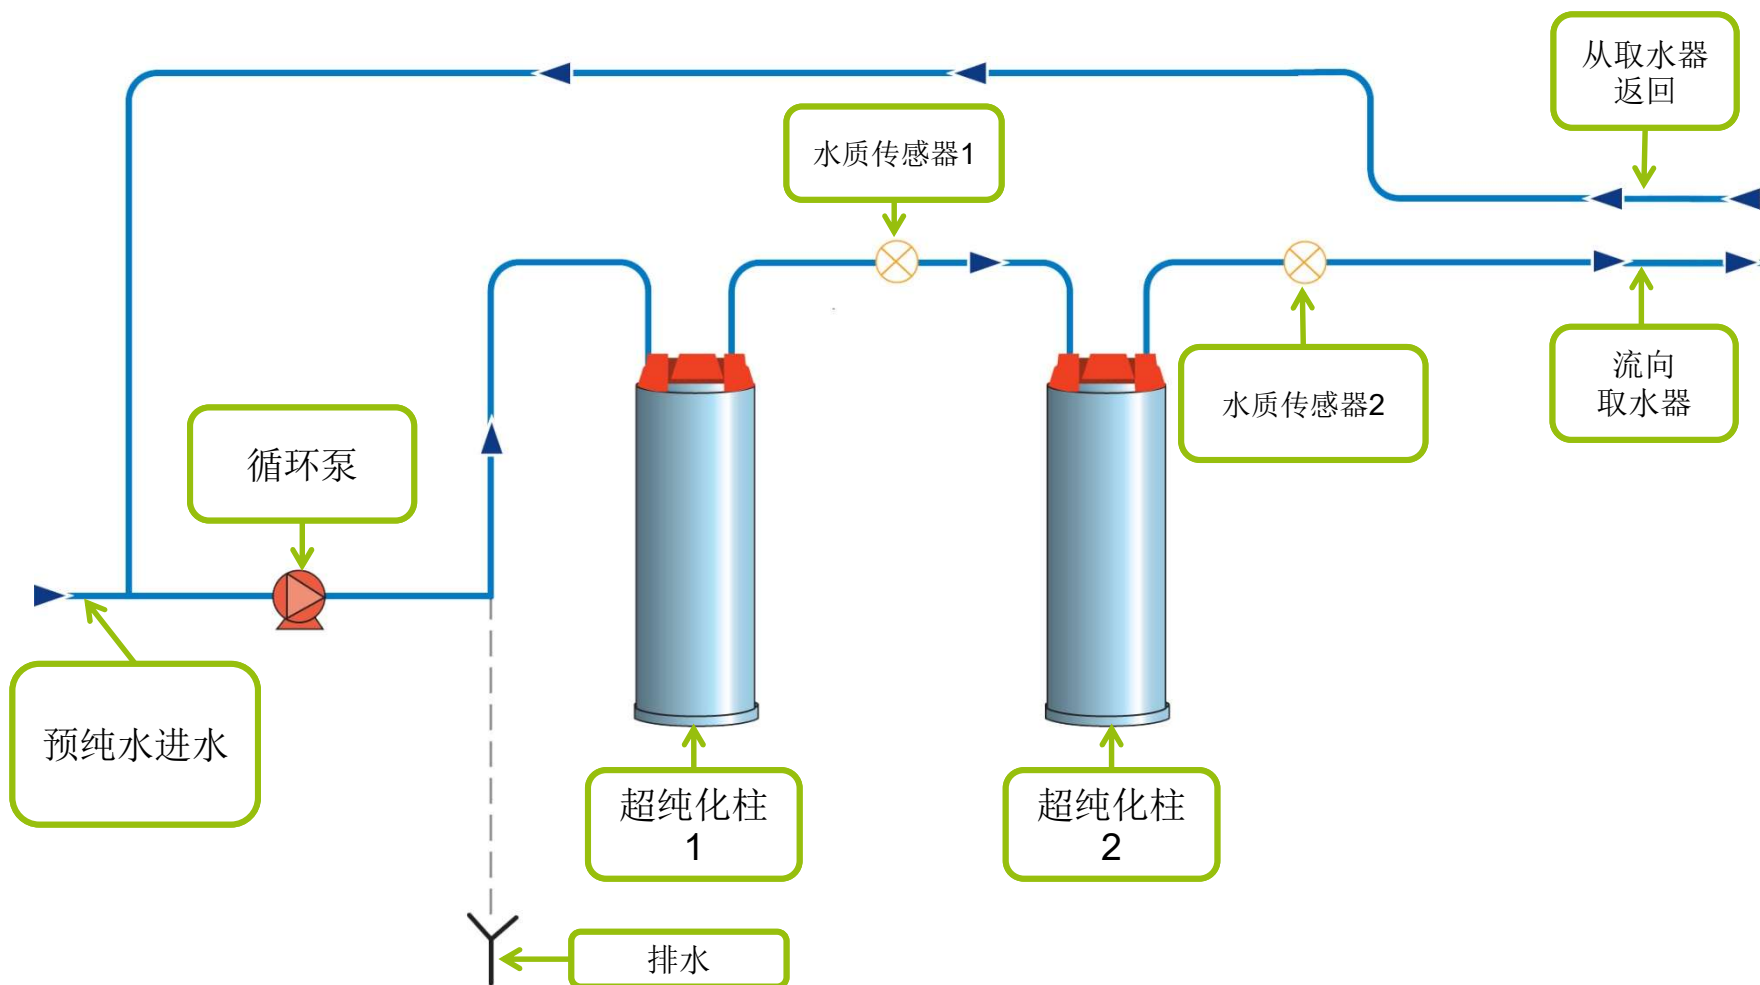 从取水器
返回
水质传感器1
流向
取水器
水质传感器2
循环泵
预纯水进水
超纯化柱
1
超纯化柱
2
排水